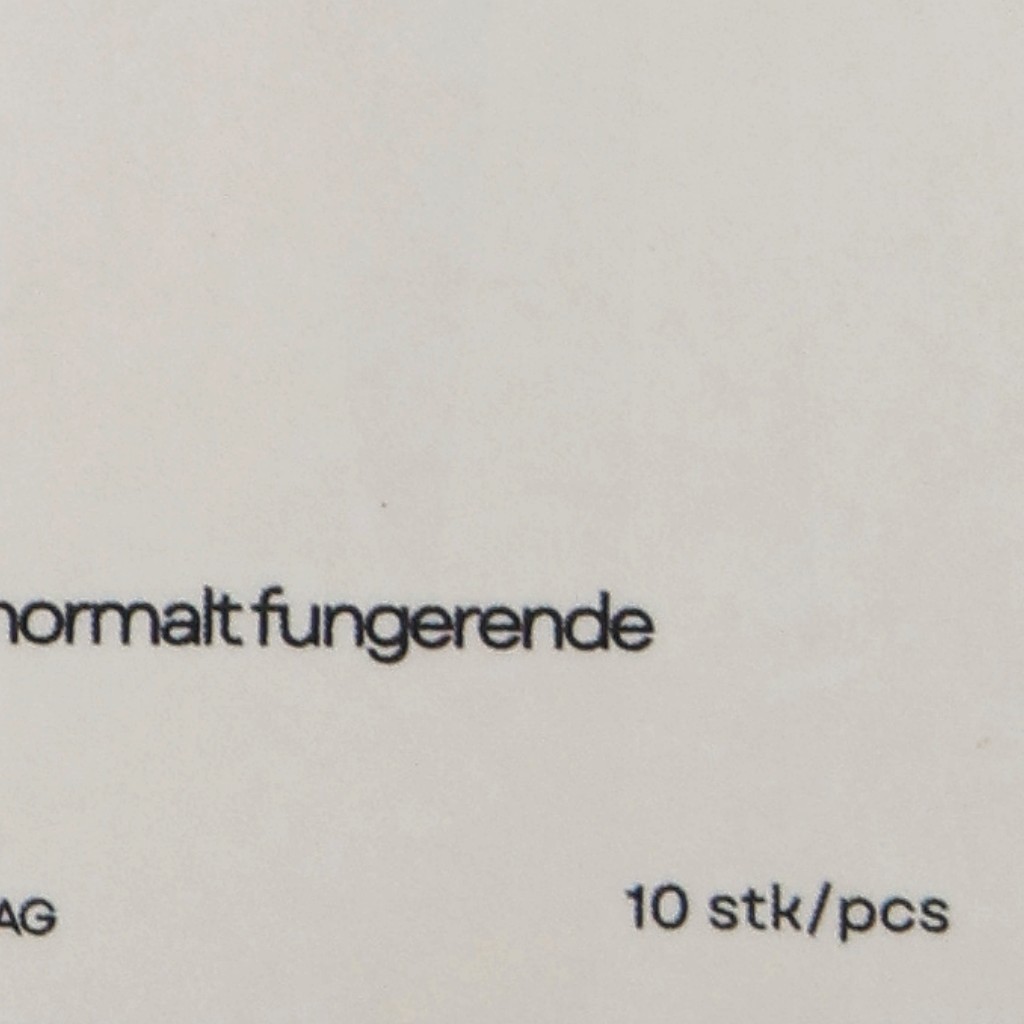 normalt fungerende
AG
10 stk/pcs